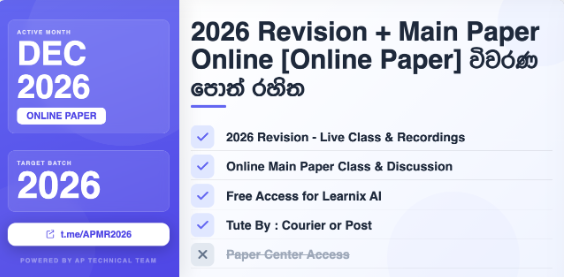 ACTIVE MONTH
DEC
2026
ONLINE PAPER
TARGET BATCH
2026
t.me/APMR2026
POWERED BY AP TECHNICAL TEAM
2026 Revision + Main Paper
Online [Online Paper] විවරණ
පොත් රහිත
2026 Revision - Live Class & Recordings
Online Main Paper Class & Discussion
Free Access for Learnix AI
Tute By : Courier or Post
Paper Center Access